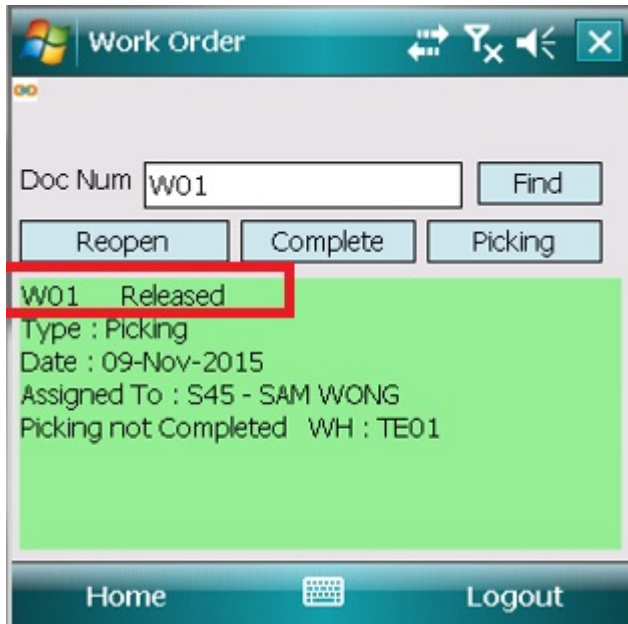 Work Order
Doc Num W01 Find
Reopen Complete Picking
W01 Released
Type : Picking
Date : 09-Nov-2015
Assigned To : S45 - SAM WONG
Picking not Completed WH : TE01
Home Logout